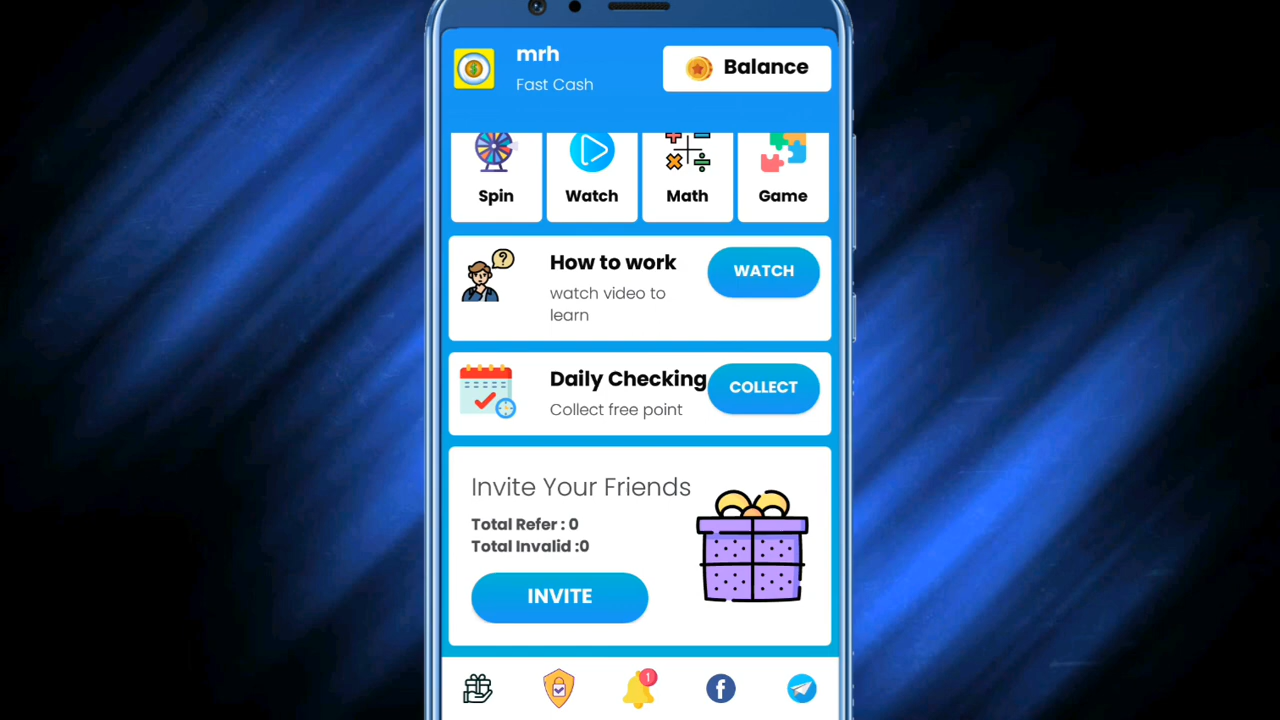 mrh
Fast Cash
Balance
Spin
Watch
Math
Game
How to work
watch video to
learn
WATCH
Daily Checking
Collect free point
COLLECT
Invite Your Friends
Total Refer : 0
Total Invalid :0
INVITE
1